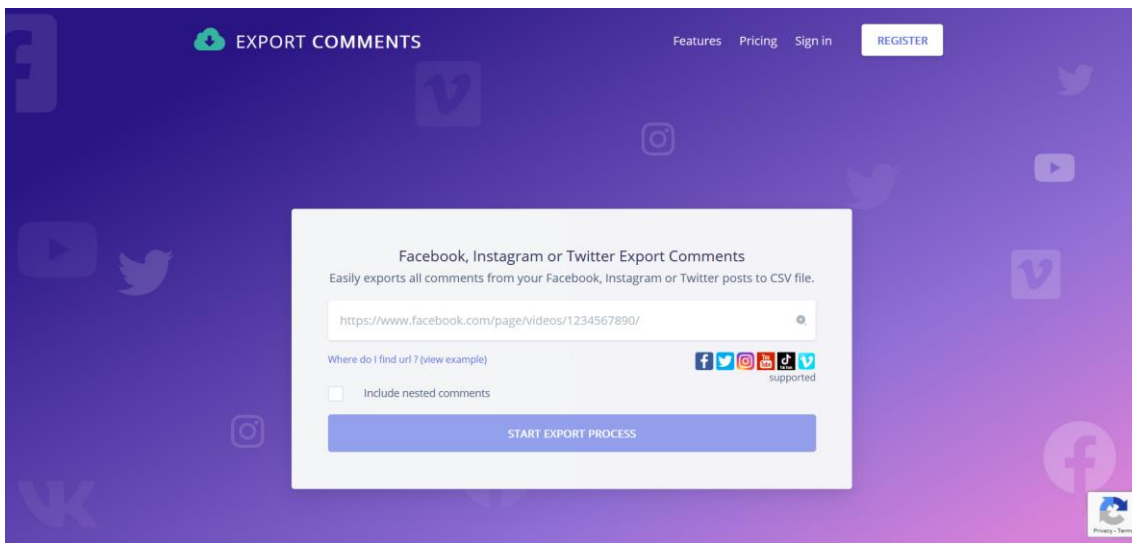 EXPORT COMMENTS
Features Pricing Sign in REGISTER
Facebook, Instagram or Twitter Export Comments
Easily exports all comments from your Facebook, Instagram or Twitter posts to CSV file.
https://www.facebook.com/page/videos/1234567890/
Where do I find url ? (view example)
supported
Include nested comments
START EXPORT PROCESS